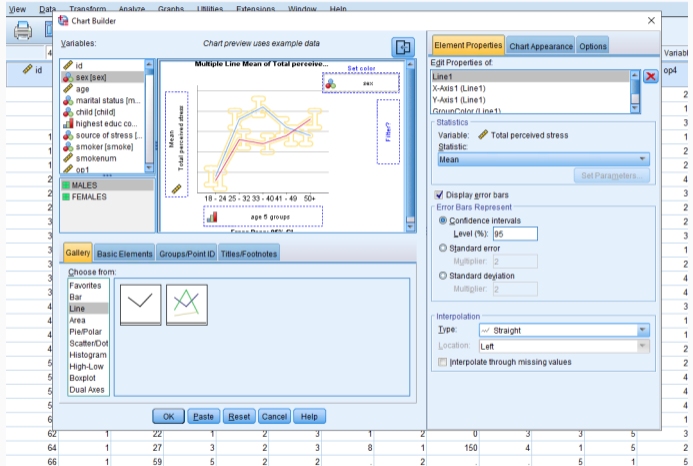 View Data Transform Analyze Graphs Utilities Extensions Window Help
Chart Builder
Variables:
Chart preview uses example data
id
sex [sex]
age
marital status [m...
child [child]
highest educ co...
source of stress [...
smoker [smoke]
smokenum
op1
MALES
FEMALES
Multiple Line Mean of Total perceive...
Set color
sex
Filter?
Mean
Total perceived stress
18 - 24 25 - 32 33 - 40 41 - 49 50+
age 5 groups
Error Bars: 95% CI
Gallery Basic Elements Groups/Point ID Titles/Footnotes
Choose from:
Favorites
Bar
Line
Area
Pie/Polar
Scatter/Dot
Histogram
High-Low
Boxplot
Dual Axes
OK Paste Reset Cancel Help
Element Properties Chart Appearance Options
Edit Properties of:
Line1
X-Axis1 (Line1)
Y-Axis1 (Line1)
GroupColor (Line1)
Statistics
Variable: Total perceived stress
Statistic:
Mean
Set Parameters...
Display error bars
Error Bars Represent
Confidence intervals
Level (%): 95
Standard error
Multiplier: 2
Standard deviation
Multiplier: 2
Interpolation
Type: Straight
Location: Left
Interpolate through missing values
id
op4
62 1 22 1 2 3 1 2 0 3 3 5 3
64 1 27 3 2 3 8 1 150 4 1 5 2
66 1 59 5 2 2 . 2 . . 5 1 5